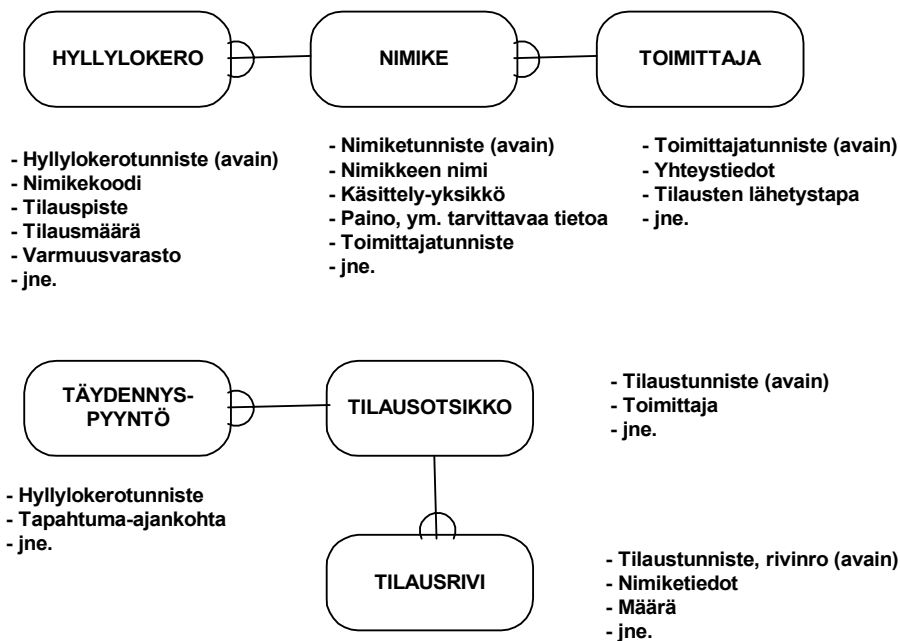 HYLLYLOKERO
NIMIKE
TOIMITTAJA
- Hyllylokerotunniste (avain)
- Nimikekoodi
- Tilauspiste
- Tilausmäärä
- Varmuusvarasto
- jne.
- Nimiketunniste (avain)
- Nimikkeen nimi
- Käsittely-yksikkö
- Paino, ym. tarvittavaa tietoa
- Toimittajatunniste
- jne.
- Toimittajatunniste (avain)
- Yhteystiedot
- Tilausten lähetystapa
- jne.
TÄYDENNYS-
PYYNTÖ
TILAUSOTSIKKO
- Tilaustunniste (avain)
- Toimittaja
- jne.
- Hyllylokerotunniste
- Tapahtuma-ajankohta
- jne.
TILAUSRIVI
- Tilaustunniste, rivinro (avain)
- Nimiketiedot
- Määrä
- jne.